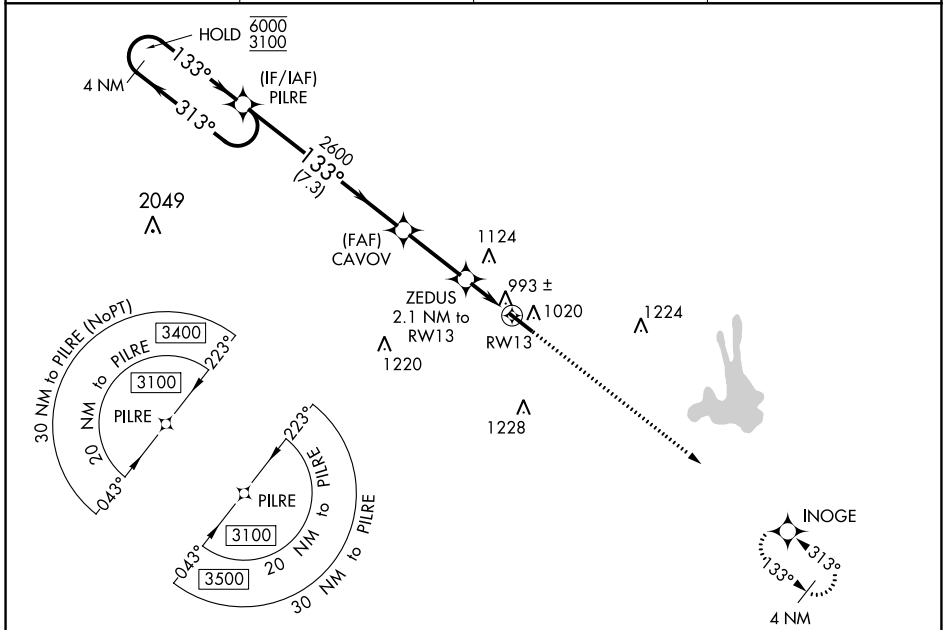 HOLD 6000
3100
133°
4 NM
313°
(IF/IAF)
PILRE
2600
133°
(7.3)
2049
(FAF)
CAVOV
1124
ZEDUS
2.1 NM to
RW13
993 ±
1020
RW13
1224
1220
1228
30 NM to PILRE (NoPT)
3400
223°
20 NM to PILRE
3100
PILRE
043°
223°
PILRE
3100
20 NM to PILRE
043°
3500
30 NM to PILRE
INOGE
313°
133°
4 NM